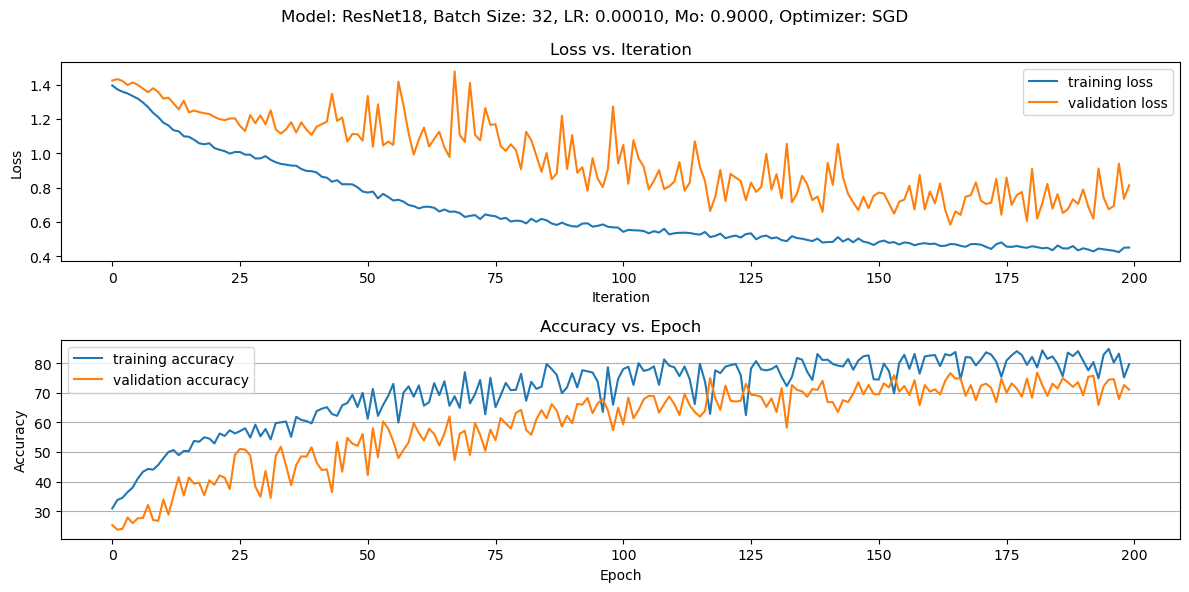 Model: ResNet18, Batch Size: 32, LR: 0.00010, Mo: 0.9000, Optimizer: SGD
Loss vs. Iteration
training loss
validation loss
1.4
1.2
1.0
0.8
0.6
0.4
Loss
0 25 50 75 100 125 150 175 200
Iteration
Accuracy vs. Epoch
training accuracy
validation accuracy
80
70
60
50
40
30
Accuracy
0 25 50 75 100 125 150 175 200
Epoch